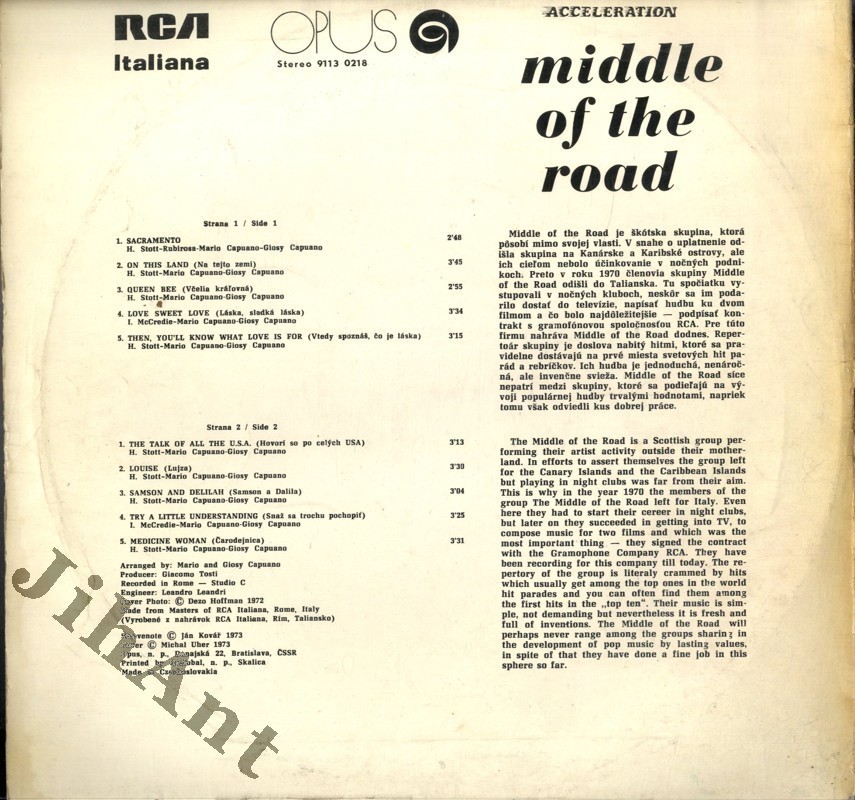 RCA
Italiana
OPUS
Stereo 9113 0218
ACCELERATION
middle
of the
road
Strana 1 / Side 1
1. SACRAMENTO 2'48
H. Stott-Rubirosa-Mario Capuano-Giosy Capuano
2. ON THIS LAND (Na tejto zemi) 3'45
H. Stott-Mario Capuano-Giosy Capuano
3. QUEEN BEE (Včelia kráľovná) 2'55
H. Stott-Mario Capuano-Giosy Capuano
4. LOVE SWEET LOVE (Láska, sladká láska) 3'34
I. McCredie-Mario Capuano-Giosy Capuano
5. THEN, YOU'LL KNOW WHAT LOVE IS FOR (Vtedy spoznáš, čo je láska) 3'15
H. Stott-Mario Capuano-Giosy Capuano
Strana 2 / Side 2
1. THE TALK OF ALL THE U.S.A. (Hovorí sa po celých USA) 3'13
H. Stott-Mario Capuano-Giosy Capuano
2. LOUISE (Lujza) 3'30
H. Stott-Mario Capuano-Giosy Capuano
3. SAMSON AND DELILAH (Samson a Dalila) 3'04
H. Stott-Mario Capuano-Giosy Capuano
4. TRY A LITTLE UNDERSTANDING (Snaž sa trochu pochopiť) 3'25
I. McCredie-Mario Capuano-Giosy Capuano
5. MEDICINE WOMAN (Čarodejnica) 3'31
H. Stott-Mario Capuano-Giosy Capuano
Arranged by: Mario and Giosy Capuano
Producer: Giacomo Tosti
Recorded in Rome — Studio C
Engineer: Leandro Leandri
Cover Photo: © Dezo Hoffman 1972
Made from Masters of RCA Italiana, Rome, Italy
(Vyrobené z nahrávok RCA Italiana, Rím, Taliansko)
© Ján Kovář 1973
© Michal Uber 1973
Opus, n. p., Dunajská 22, Bratislava, ČSSR
Printed by n. p., Skalica
Made in Czechoslovakia
Middle of the Road je škótska skupina, ktorá
pôsobí mimo svojej vlasti. V snahe o uplatnenie od-
išla skupina na Kanárske a Karibské ostrovy, ale
ich cieľom nebolo účinkovanie v nočných podni-
koch. Preto v roku 1970 členovia skupiny Middle
of the Road odišli do Talianska. Tu spočiatku vy-
stupovali v nočných kluboch, neskôr sa im poda-
rilo dostať do televízie, napísať hudbu ku dvom
filmom a čo bolo najdôležitejšie — podpísať kon-
trakt s gramofónovou spoločnosťou RCA. Pre túto
firmu nahráva Middle of the Road dodnes. Reper-
toár skupiny je doslova nabitý hitmi, ktoré sa pra-
videlne dostávajú na prvé miesta svetových hit pa-
rád a rebríčkov. Ich hudba je jednoduchá, nenároč-
ná, ale invenčne svieža. Middle of the Road síce
nepatrí medzi skupiny, ktoré sa podieľajú na vý-
voji populárnej hudby trvalými hodnotami, napriek
tomu však odviedli kus dobrej práce.
The Middle of the Road is a Scottish group per-
forming their artist activity outside their mother-
land. In efforts to assert themselves the group left
for the Canary Islands and the Caribbean Islands
but playing in night clubs was far from their aim.
This is why in the year 1970 the members of the
group The Middle of the Road left for Italy. Even
here they had to start their cereer in night clubs,
but later on they succeeded in getting into TV, to
compose music for two films and which was the
most important thing — they signed the contract
with the Gramophone Company RCA. They have
been recording for this company till today. The re-
pertory of the group is literaly crammed by hits
which usually get among the top ones in the world
hit parades and you can often find them among
the first hits in the „top ten". Their music is sim-
ple, not demanding but nevertheless it is fresh and
full of inventions. The Middle of the Road will
perhaps never range among the groups sharing in
the development of pop music by lasting values,
in spite of that they have done a fine job in this
sphere so far.
JihAnt